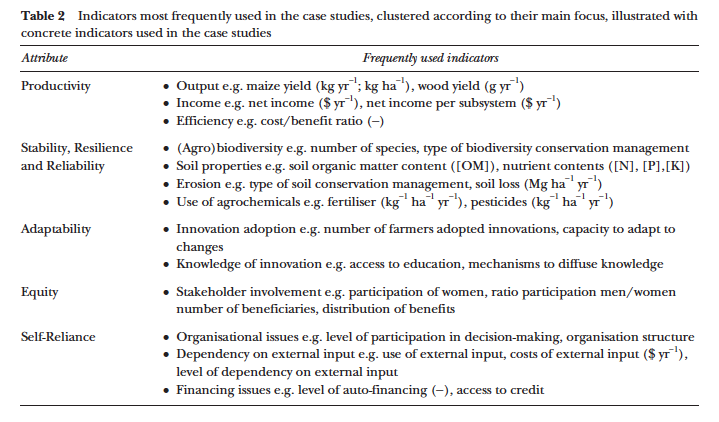 Table 2 Indicators most frequently used in the case studies, clustered according to their main focus, illustrated with
concrete indicators used in the case studies
Attribute Frequently used indicators
Productivity • Output e.g. maize yield (kg yr⁻¹; kg ha⁻¹), wood yield (g yr⁻¹)
• Income e.g. net income ($ yr⁻¹), net income per subsystem ($ yr⁻¹)
• Efficiency e.g. cost/benefit ratio (–)
Stability, Resilience • (Agro)biodiversity e.g. number of species, type of biodiversity conservation management
and Reliability • Soil properties e.g. soil organic matter content ([OM]), nutrient contents ([N], [P],[K])
• Erosion e.g. type of soil conservation management, soil loss (Mg ha⁻¹ yr⁻¹)
• Use of agrochemicals e.g. fertiliser (kg⁻¹ ha⁻¹ yr⁻¹), pesticides (kg⁻¹ ha⁻¹ yr⁻¹)
Adaptability • Innovation adoption e.g. number of farmers adopted innovations, capacity to adapt to
changes
• Knowledge of innovation e.g. access to education, mechanisms to diffuse knowledge
Equity • Stakeholder involvement e.g. participation of women, ratio participation men/women
number of beneficiaries, distribution of benefits
Self-Reliance • Organisational issues e.g. level of participation in decision-making, organisation structure
• Dependency on external input e.g. use of external input, costs of external input ($ yr⁻¹),
level of dependency on external input
• Financing issues e.g. level of auto-financing (–), access to credit